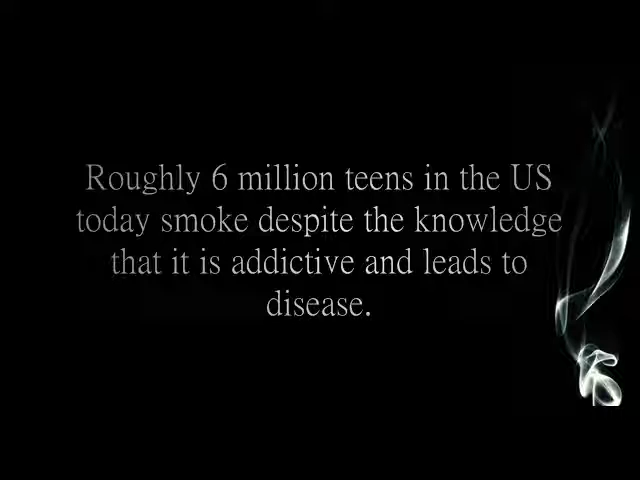 Roughly 6 million teens in the US
today smoke despite the knowledge
that it is addictive and leads to
disease.